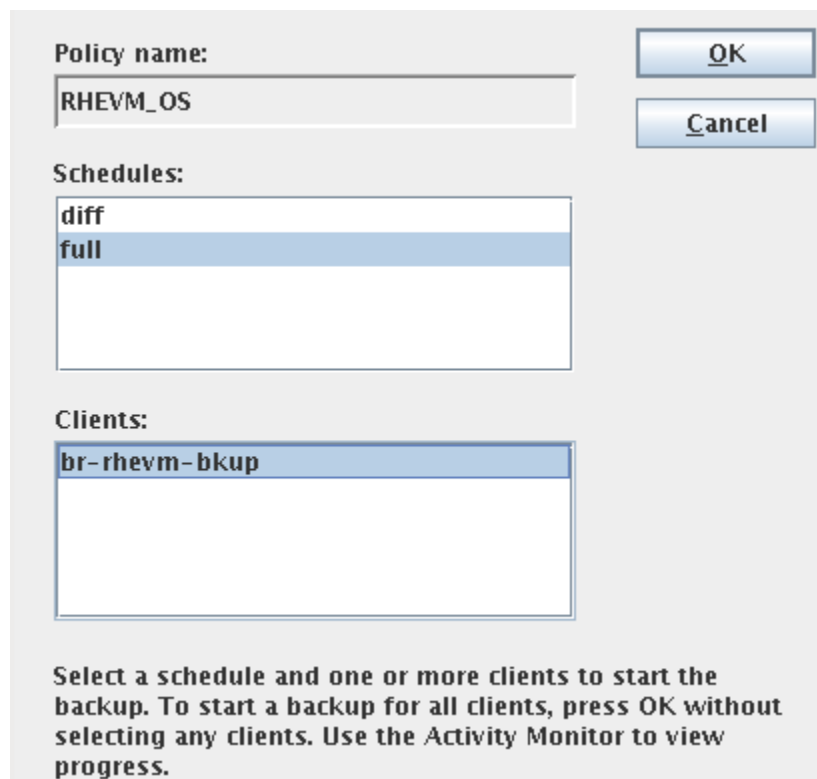 Policy name:
OK
RHEVM_OS
Cancel
Schedules:
diff
full
Clients:
br-rhevm-bkup
Select a schedule and one or more clients to start the
backup. To start a backup for all clients, press OK without
selecting any clients. Use the Activity Monitor to view
progress.